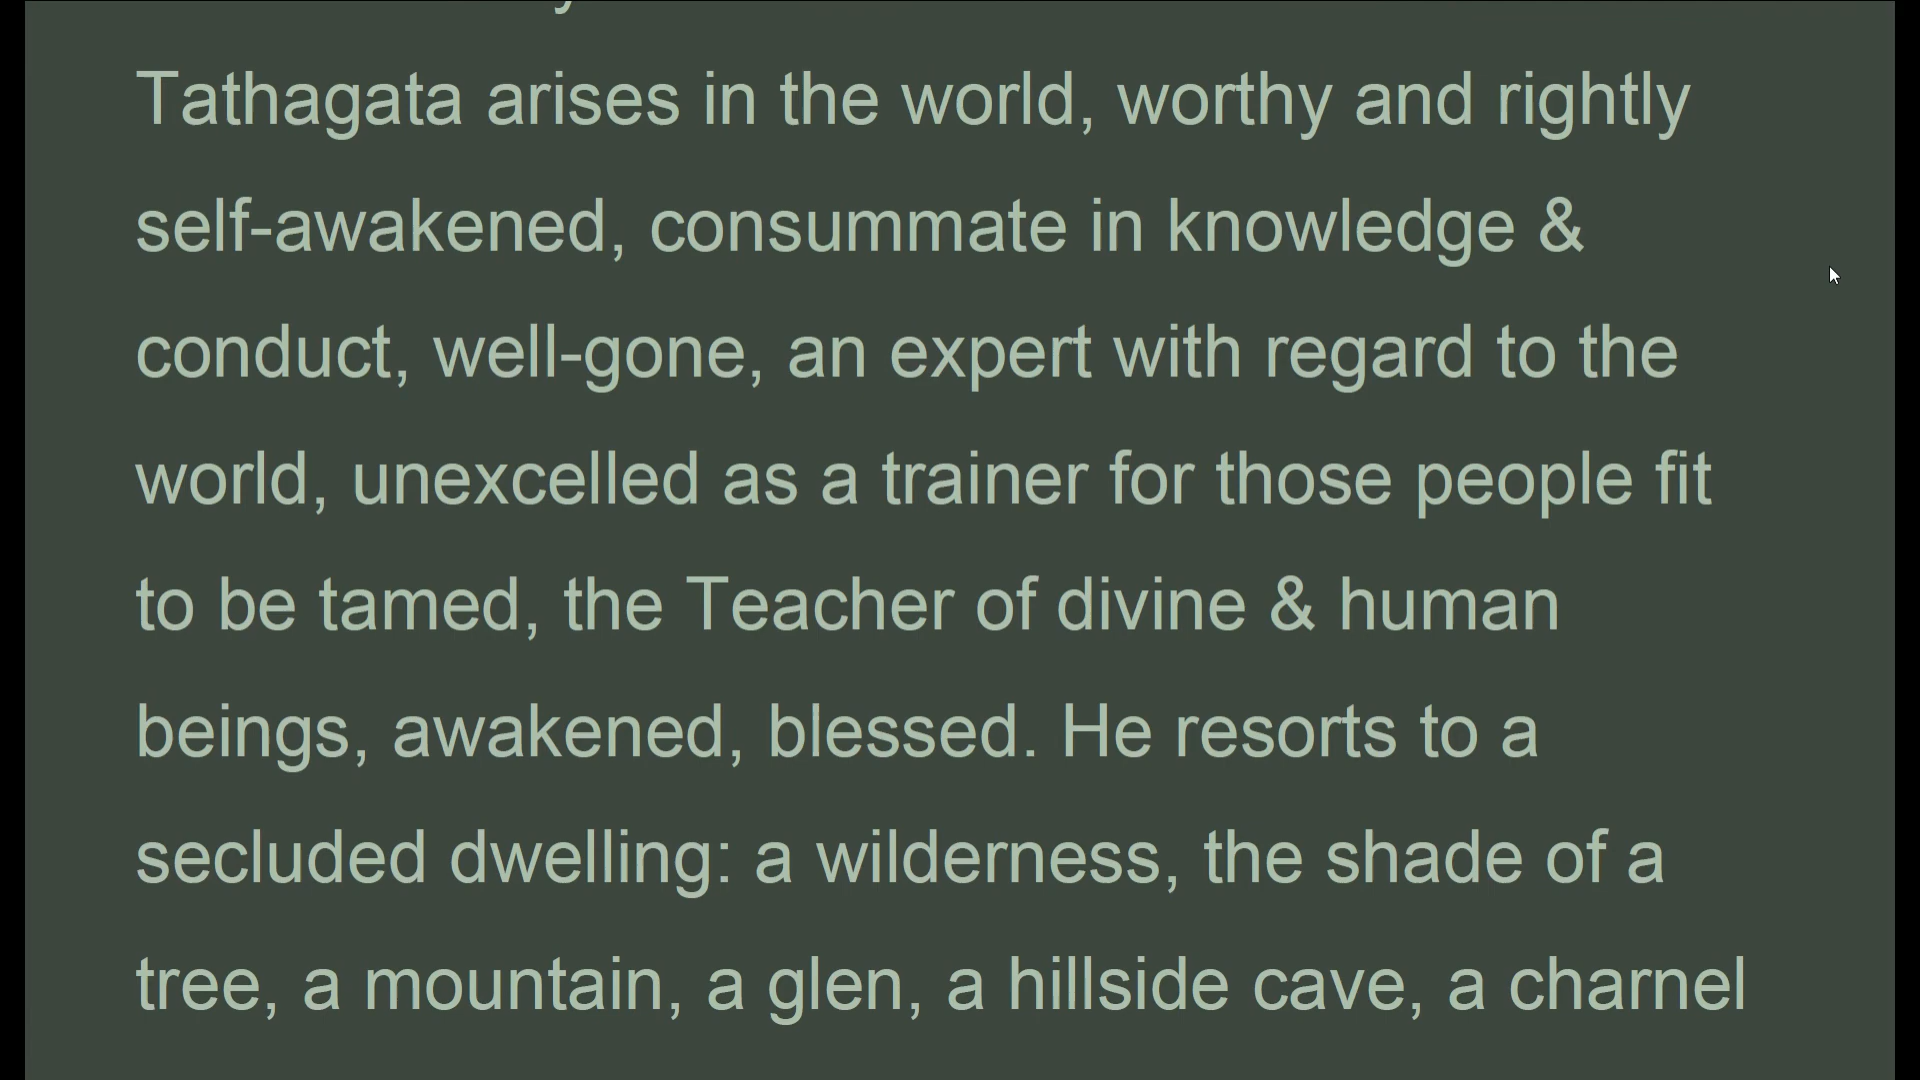 Tathagata arises in the world, worthy and rightly
self-awakened, consummate in knowledge &
conduct, well-gone, an expert with regard to the
world, unexcelled as a trainer for those people fit
to be tamed, the Teacher of divine & human
beings, awakened, blessed. He resorts to a
secluded dwelling: a wilderness, the shade of a
tree, a mountain, a glen, a hillside cave, a charnel